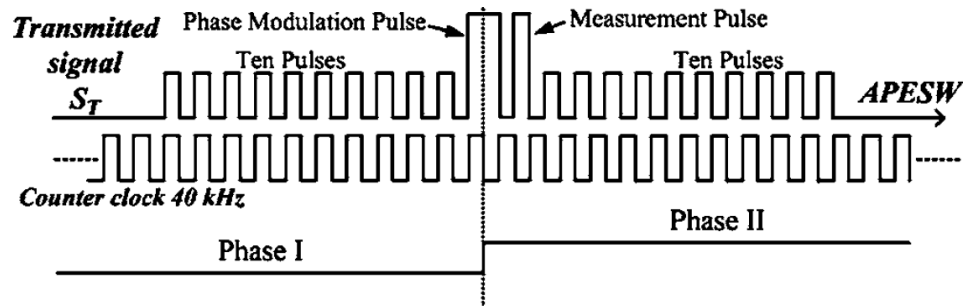 Transmitted
signal
S_T
Phase Modulation Pulse
Measurement Pulse
Ten Pulses
Ten Pulses
APESW
Counter clock 40 kHz
Phase I
Phase II